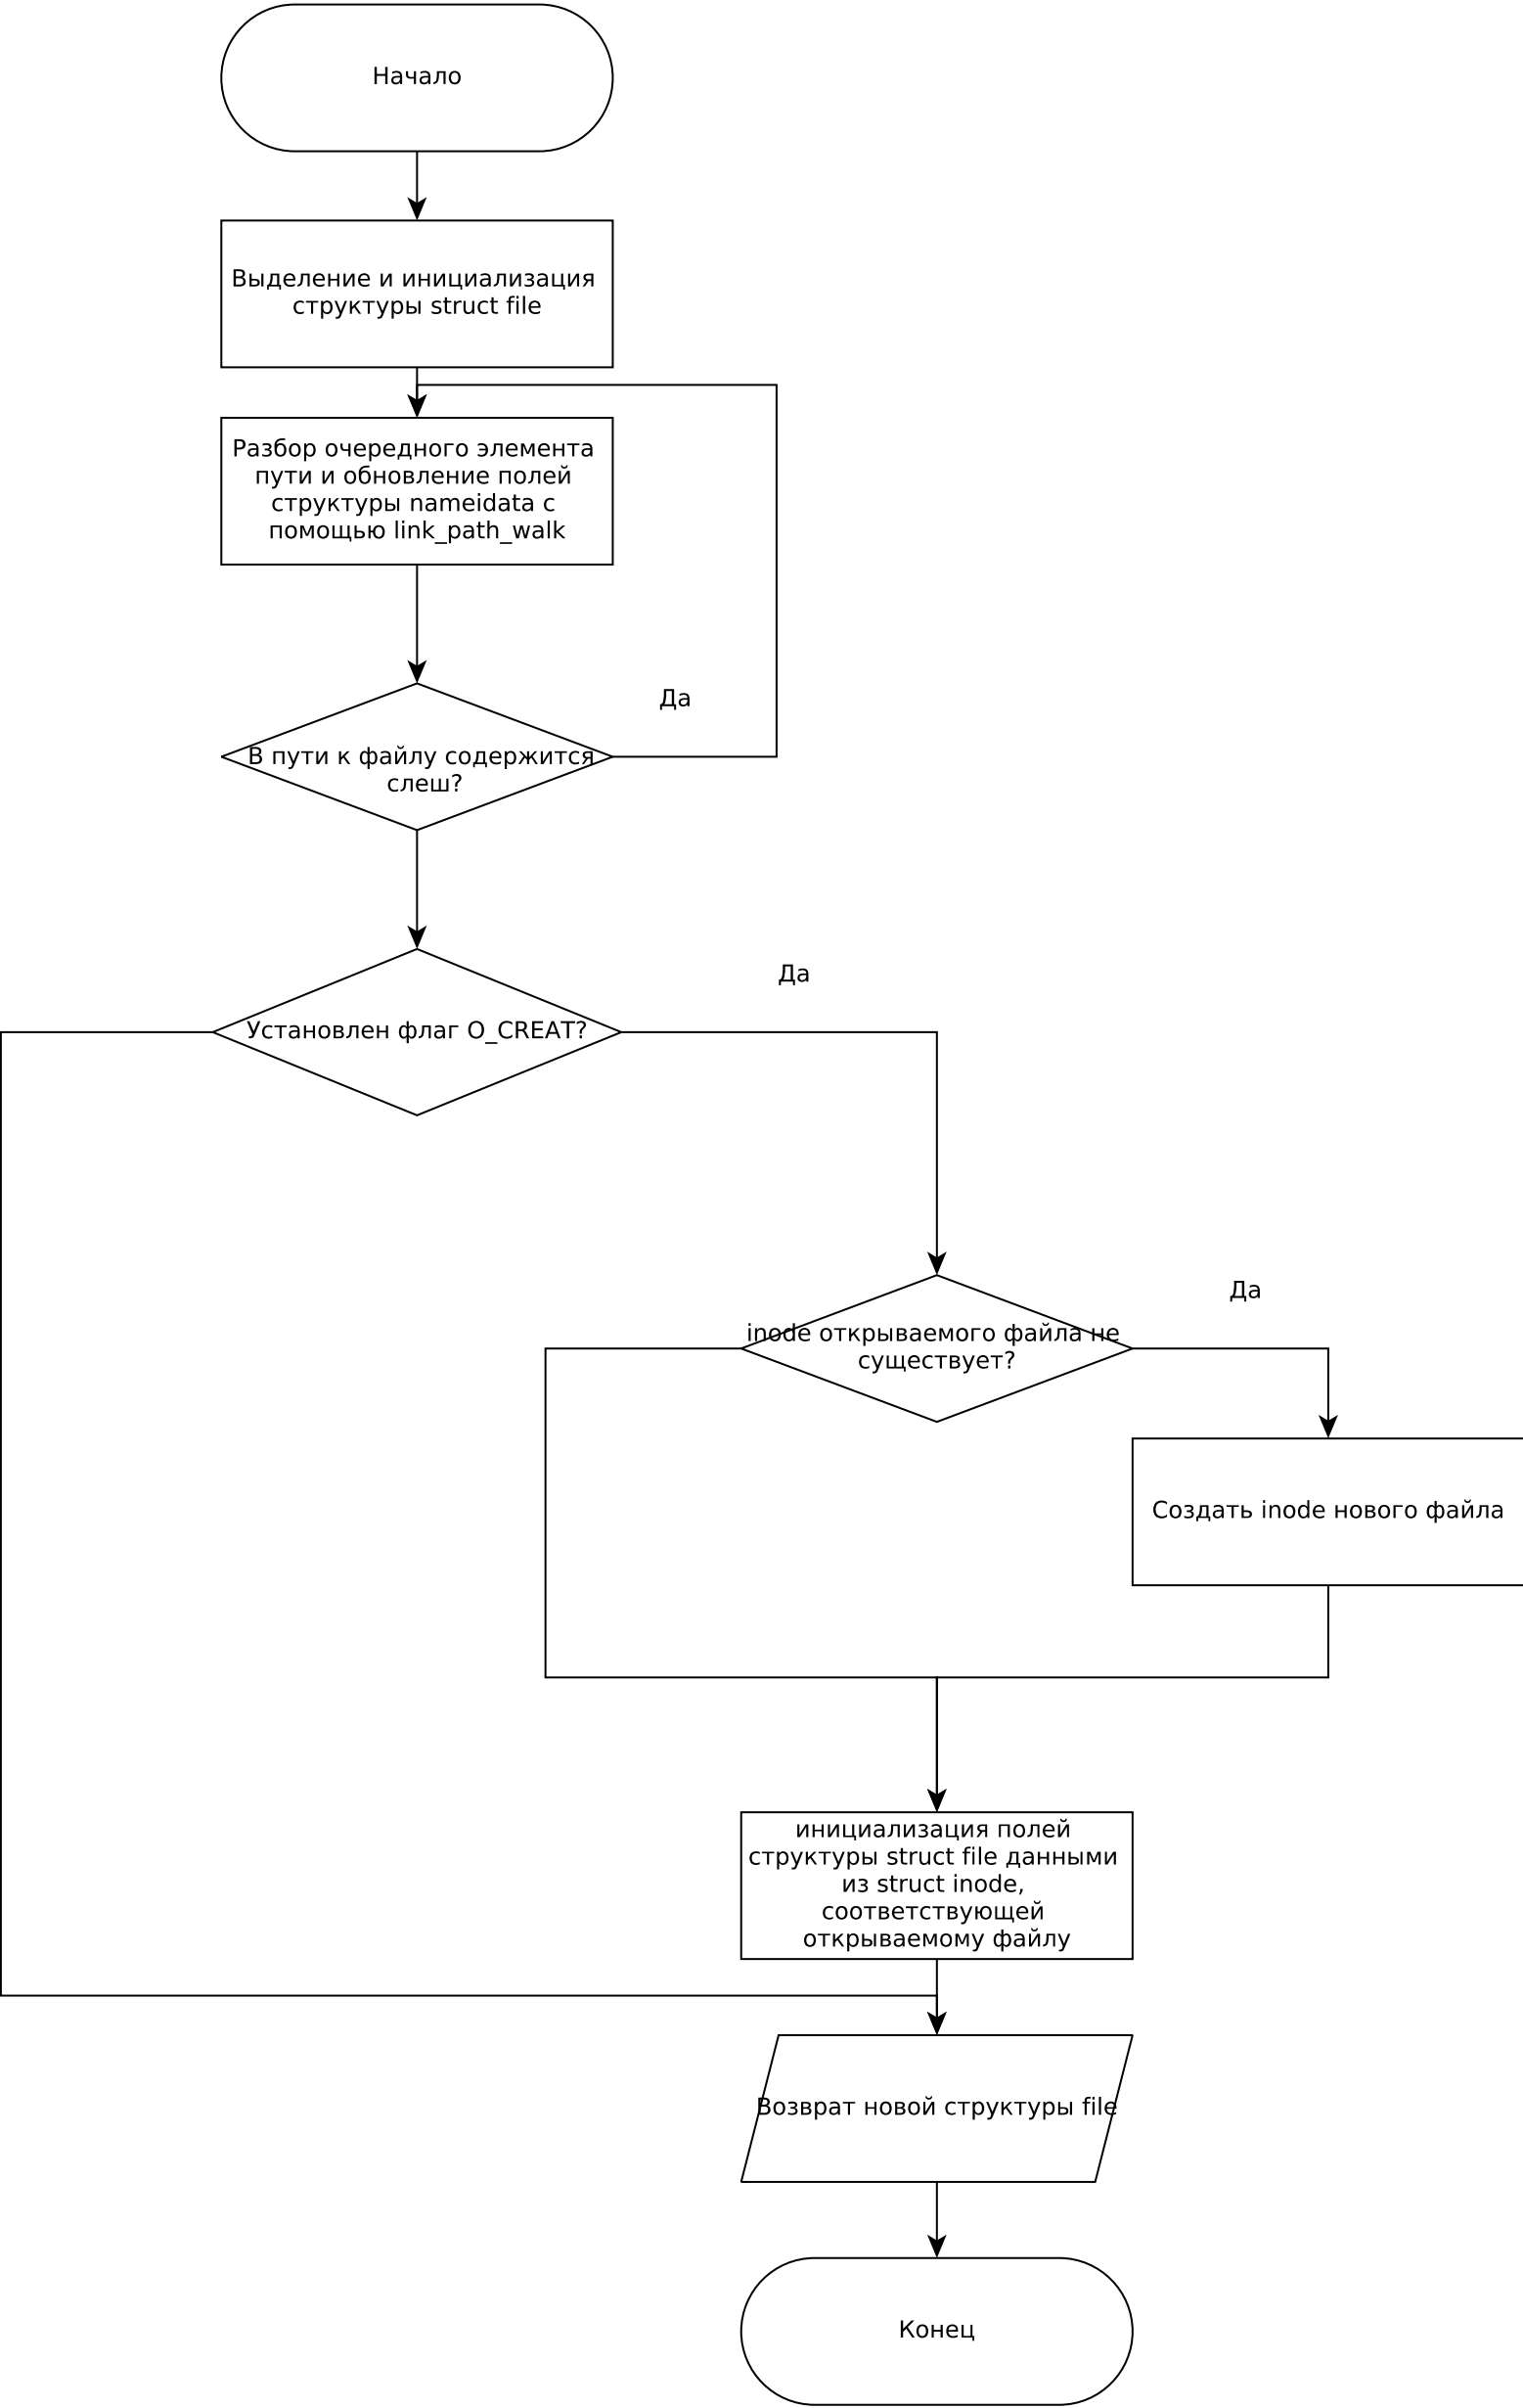 Начало
Выделение и инициализация
структуры struct file
Разбор очередного элемента
пути и обновление полей
структуры nameidata с
помощью link_path_walk
Да
В пути к файлу содержится
слеш?
Да
Установлен флаг O_CREAT?
Да
inode открываемого файла не
существует?
Создать inode нового файла
инициализация полей
структуры struct file данными
из struct inode,
соответствующей
открываемому файлу
Возврат новой структуры file
Конец